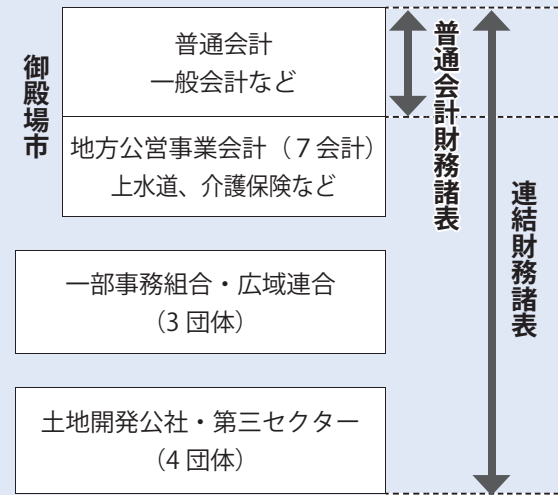 御殿場市
普通会計
一般会計など
地方公営事業会計（７会計）
上水道、介護保険など
一部事務組合・広域連合
（3 団体）
土地開発公社・第三セクター
（4 団体）
普通会計財務諸表
連結財務諸表